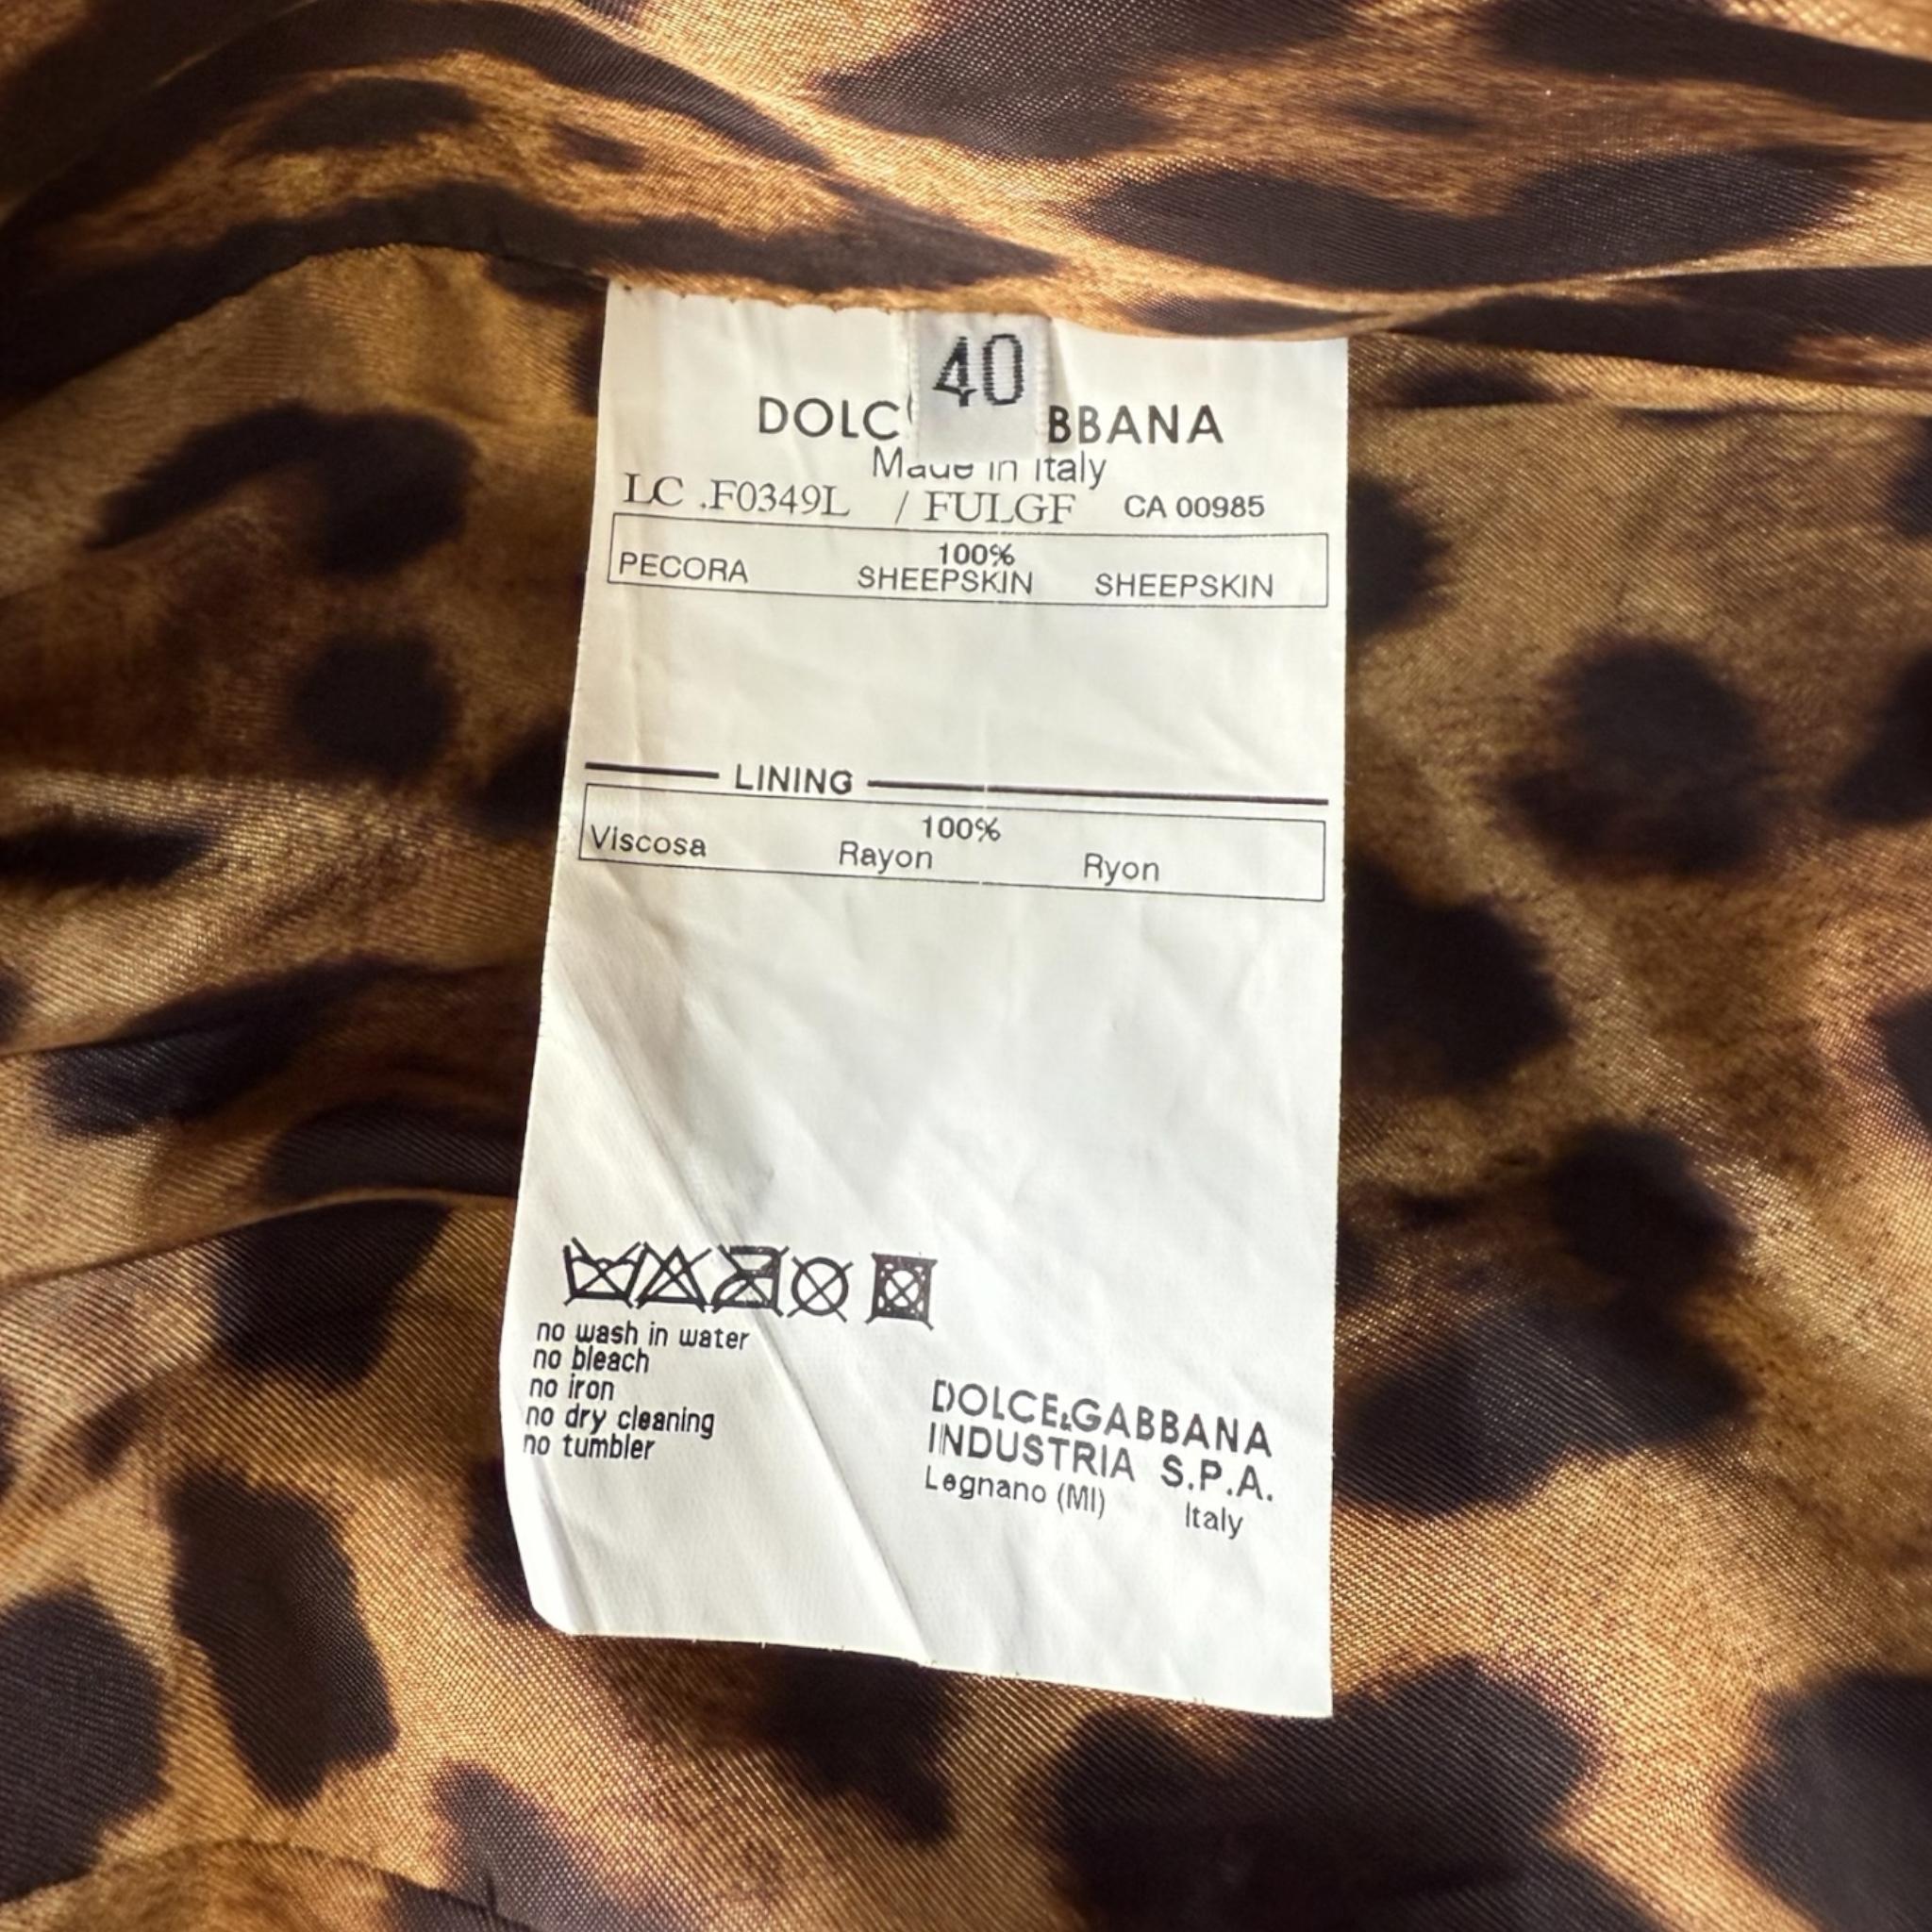 40
DOLC BBANA
Made in Italy
LC .F0349L / FULGF CA 00985
100%
PECORA SHEEPSKIN SHEEPSKIN
LINING
100%
Viscosa Rayon Ryon
no wash in water
no bleach
no iron
no dry cleaning
no tumbler
DOLCE&GABBANA
INDUSTRIA S.P.A.
Legnano (MI) Italy